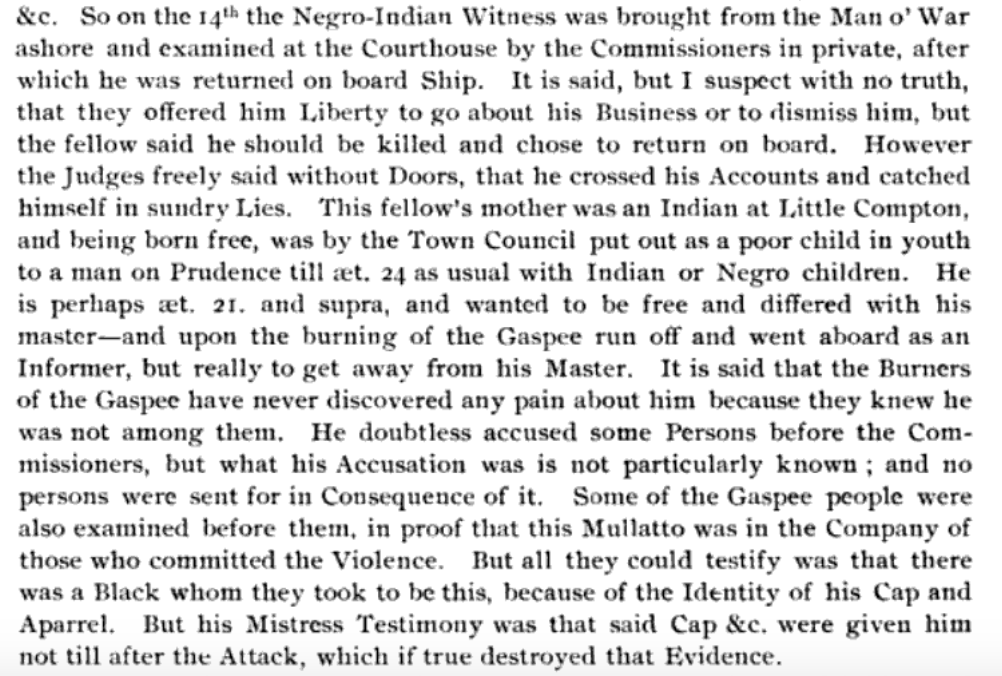 &c. So on the 14th the Negro-Indian Witness was brought from the Man o' War
ashore and examined at the Courthouse by the Commissioners in private, after
which he was returned on board Ship. It is said, but I suspect with no truth,
that they offered him Liberty to go about his Business or to dismiss him, but
the fellow said he should be killed and chose to return on board. However
the Judges freely said without Doors, that he crossed his Accounts and catched
himself in sundry Lies. This fellow's mother was an Indian at Little Compton,
and being born free, was by the Town Council put out as a poor child in youth
to a man on Prudence till æt. 24 as usual with Indian or Negro children. He
is perhaps æt. 21. and supra, and wanted to be free and differed with his
master—and upon the burning of the Gaspee run off and went aboard as an
Informer, but really to get away from his Master. It is said that the Burners
of the Gaspee have never discovered any pain about him because they knew he
was not among them. He doubtless accused some Persons before the Com-
missioners, but what his Accusation was is not particularly known; and no
persons were sent for in Consequence of it. Some of the Gaspee people were
also examined before them, in proof that this Mullatto was in the Company of
those who committed the Violence. But all they could testify was that there
was a Black whom they took to be this, because of the Identity of his Cap and
Aparrel. But his Mistress Testimony was that said Cap &c. were given him
not till after the Attack, which if true destroyed that Evidence.